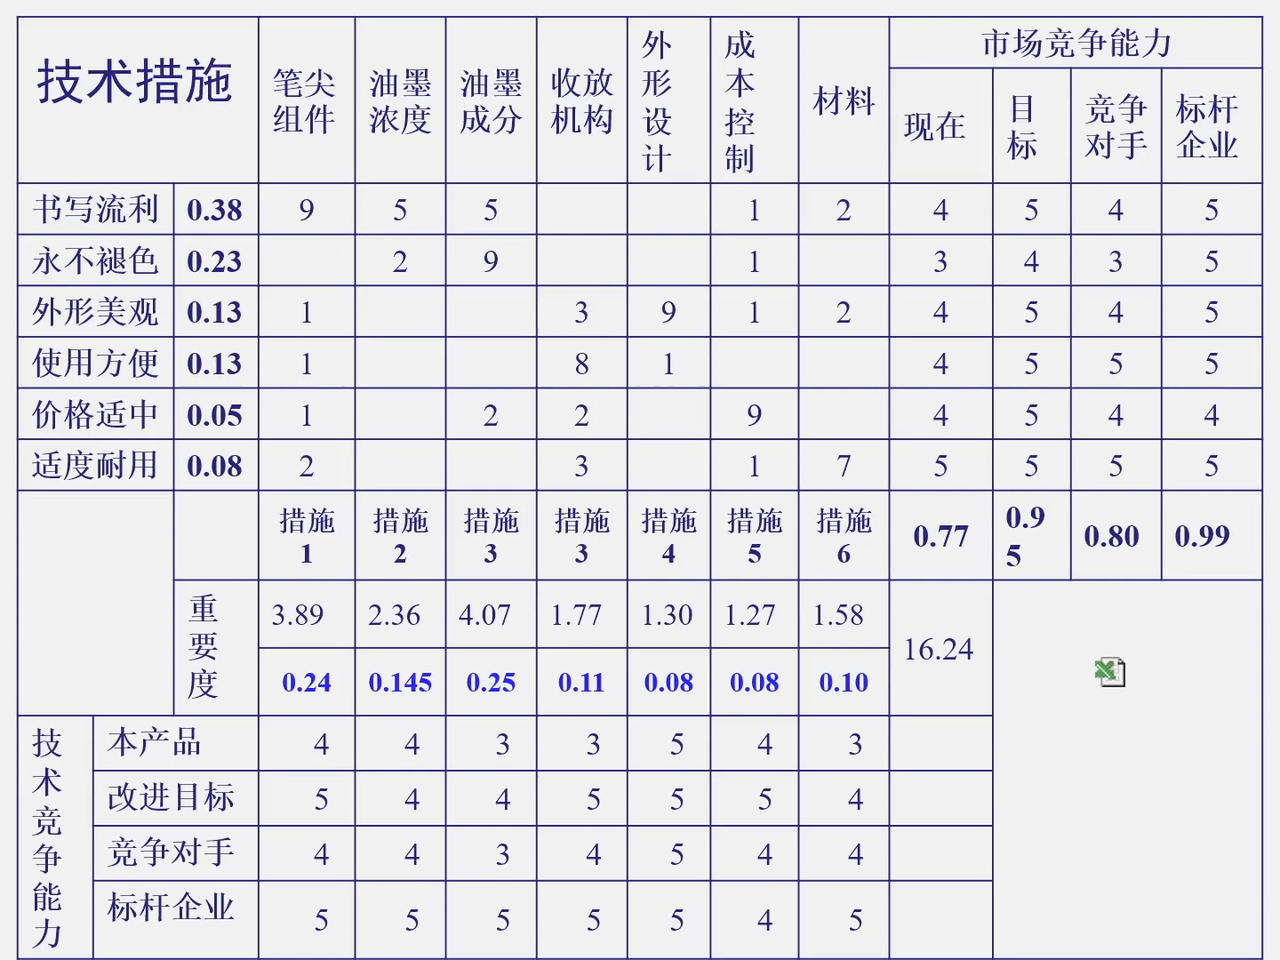 技术措施 笔尖组件 油墨浓度 油墨成分 收放机构 外形设计 成本控制 材料 市场竞争能力
现在 目标 竞争对手 标杆企业
书写流利 0.38 9 5 5 1 2 4 5 4 5
永不褪色 0.23 2 9 1 3 4 3 5
外形美观 0.13 1 3 9 1 2 4 5 4 5
使用方便 0.13 1 8 1 4 5 5 5
价格适中 0.05 1 2 2 9 4 5 4 4
适度耐用 0.08 2 3 1 7 5 5 5 5
措施1 措施2 措施3 措施3 措施4 措施5 措施6 0.77 0.95 0.80 0.99
重要度 3.89 2.36 4.07 1.77 1.30 1.27 1.58 16.24
0.24 0.145 0.25 0.11 0.08 0.08 0.10
技术竞争能力 本产品 4 4 3 3 5 4 3
改进目标 5 4 4 5 5 5 4
竞争对手 4 4 3 4 5 4 4
标杆企业 5 5 5 5 5 4 5